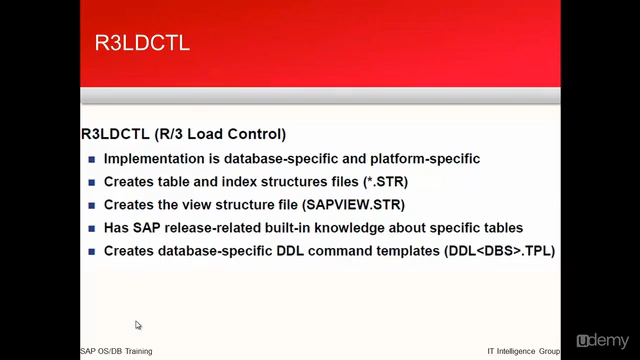 R3LDCTL
R3LDCTL (R/3 Load Control)
Implementation is database-specific and platform-specific
Creates table and index structures files (*.STR)
Creates the view structure file (SAPVIEW.STR)
Has SAP release-related built-in knowledge about specific tables
Creates database-specific DDL command templates (DDL<DBS>.TPL)
SAP OS/DB Training
IT Intelligence Group
udemy